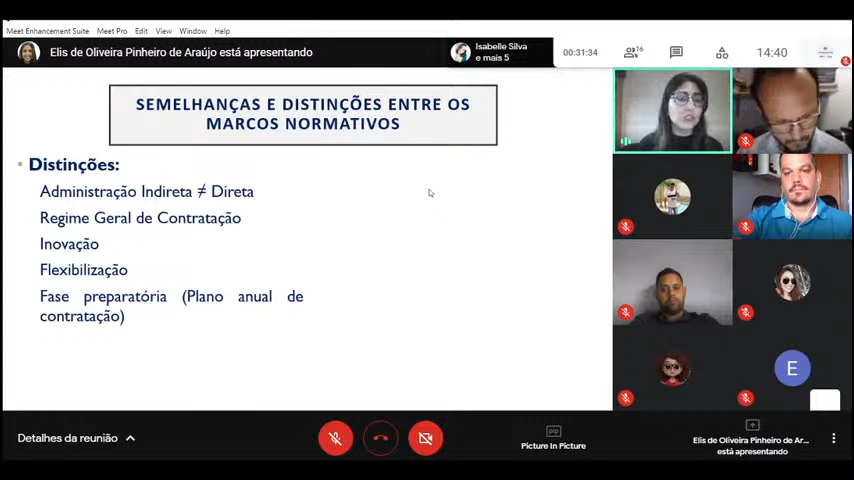 Meet Enhancement Suite Meet Pro Edit View Window Help
Elis de Oliveira Pinheiro de Araújo está apresentando
Isabelle Silva
e mais 5
00:31:34
16
14:40
SEMELHANÇAS E DISTINÇÕES ENTRE OS
MARCOS NORMATIVOS
• Distinções:
Administração Indireta ≠ Direta
Regime Geral de Contratação
Inovação
Flexibilização
Fase preparatória (Plano anual de
contratação)
E
Detalhes da reunião
pip
Picture In Picture
Elis de Oliveira Pinheiro de Ar...
está apresentando